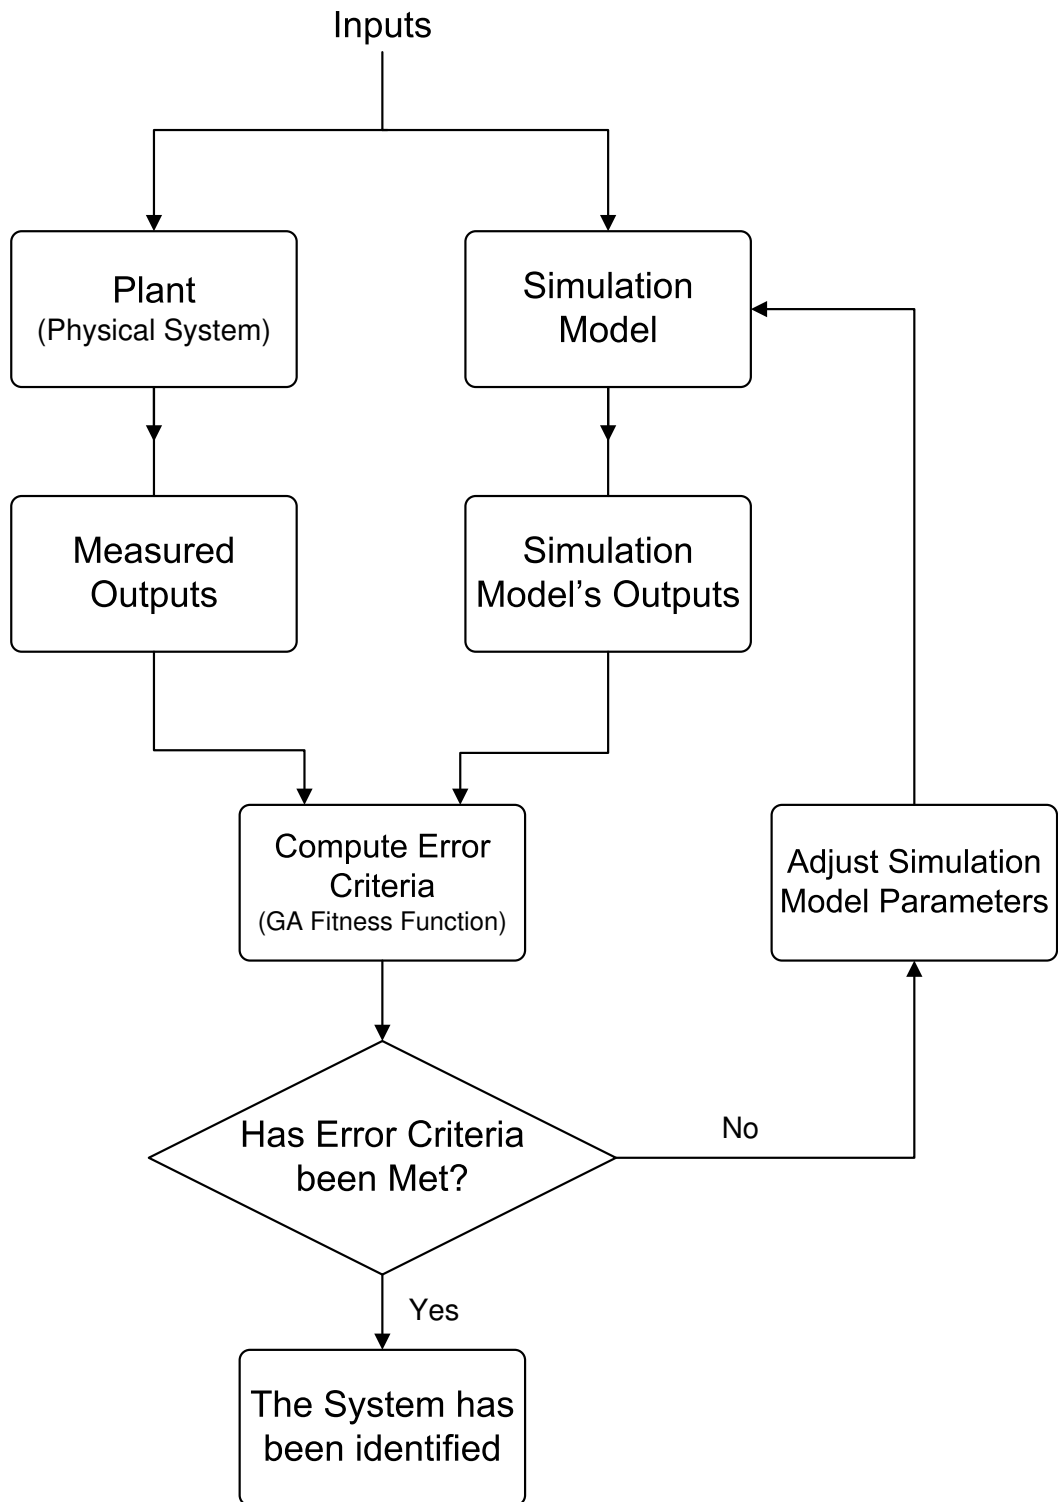 Inputs
Plant
(Physical System)
Simulation
Model
Measured
Outputs
Simulation
Model’s Outputs
Compute Error
Criteria
(GA Fitness Function)
Adjust Simulation
Model Parameters
Has Error Criteria
been Met?
No
Yes
The System has
been identified